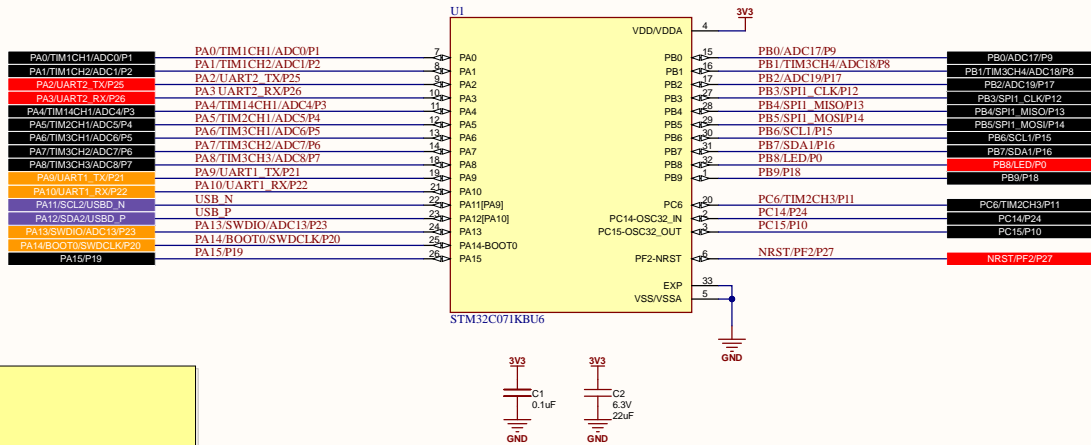 U1
3V3
VDD/VDDA 4
PA0/TIM1CH1/ADC0/P1 PA0/TIM1CH1/ADC0/P1 7 PA0 PB0 15 PB0/ADC17/P9 PB0/ADC17/P9
PA1/TIM1CH2/ADC1/P2 PA1/TIM1CH2/ADC1/P2 8 PA1 PB1 16 PB1/TIM3CH4/ADC18/P8 PB1/TIM3CH4/ADC18/P8
PA2/UART2_TX/P25 PA2/UART2_TX/P25 9 PA2 PB2 17 PB2/ADC19/P17 PB2/ADC19/P17
PA3/UART2_RX/P26 PA3 UART2_RX/P26 10 PA3 PB3 27 PB3/SPI1_CLK/P12 PB3/SPI1_CLK/P12
PA4/TIM14CH1/ADC4/P3 PA4/TIM14CH1/ADC4/P3 11 PA4 PB4 28 PB4/SPI1_MISO/P13 PB4/SPI1_MISO/P13
PA5/TIM2CH1/ADC5/P4 PA5/TIM2CH1/ADC5/P4 12 PA5 PB5 29 PB5/SPI1_MOSI/P14 PB5/SPI1_MOSI/P14
PA6/TIM3CH1/ADC6/P5 PA6/TIM3CH1/ADC6/P5 13 PA6 PB6 30 PB6/SCL1/P15 PB6/SCL1/P15
PA7/TIM3CH2/ADC7/P6 PA7/TIM3CH2/ADC7/P6 14 PA7 PB7 31 PB7/SDA1/P16 PB7/SDA1/P16
PA8/TIM3CH3/ADC8/P7 PA8/TIM3CH3/ADC8/P7 18 PA8 PB8 32 PB8/LED/P0 PB8/LED/P0
PA9/UART1_TX/P21 PA9/UART1_TX/P21 19 PA9 PB9 1 PB9/P18 PB9/P18
PA10/UART1_RX/P22 PA10/UART1_RX/P22 21 PA10
PA11/SCL2/USBD_N USB_N 22 PA11[PA9] PC6 20 PC6/TIM2CH3/P11 PC6/TIM2CH3/P11
PA12/SDA2/USBD_P USB_P 23 PA12[PA10] PC14-OSC32_IN 2 PC14/P24 PC14/P24
PA13/SWDIO/ADC13/P23 PA13/SWDIO/ADC13/P23 24 PA13 PC15-OSC32_OUT 3 PC15/P10 PC15/P10
PA14/BOOT0/SWDCLK/P20 PA14/BOOT0/SWDCLK/P20 25 PA14-BOOT0
PA15/P19 PA15/P19 26 PA15 PF2-NRST 6 NRST/PF2/P27 NRST/PF2/P27
EXP 33
VSS/VSSA 5
STM32C071KBU6
GND
3V3 3V3
C1 C2
0.1uF 6.3V
22uF
GND GND